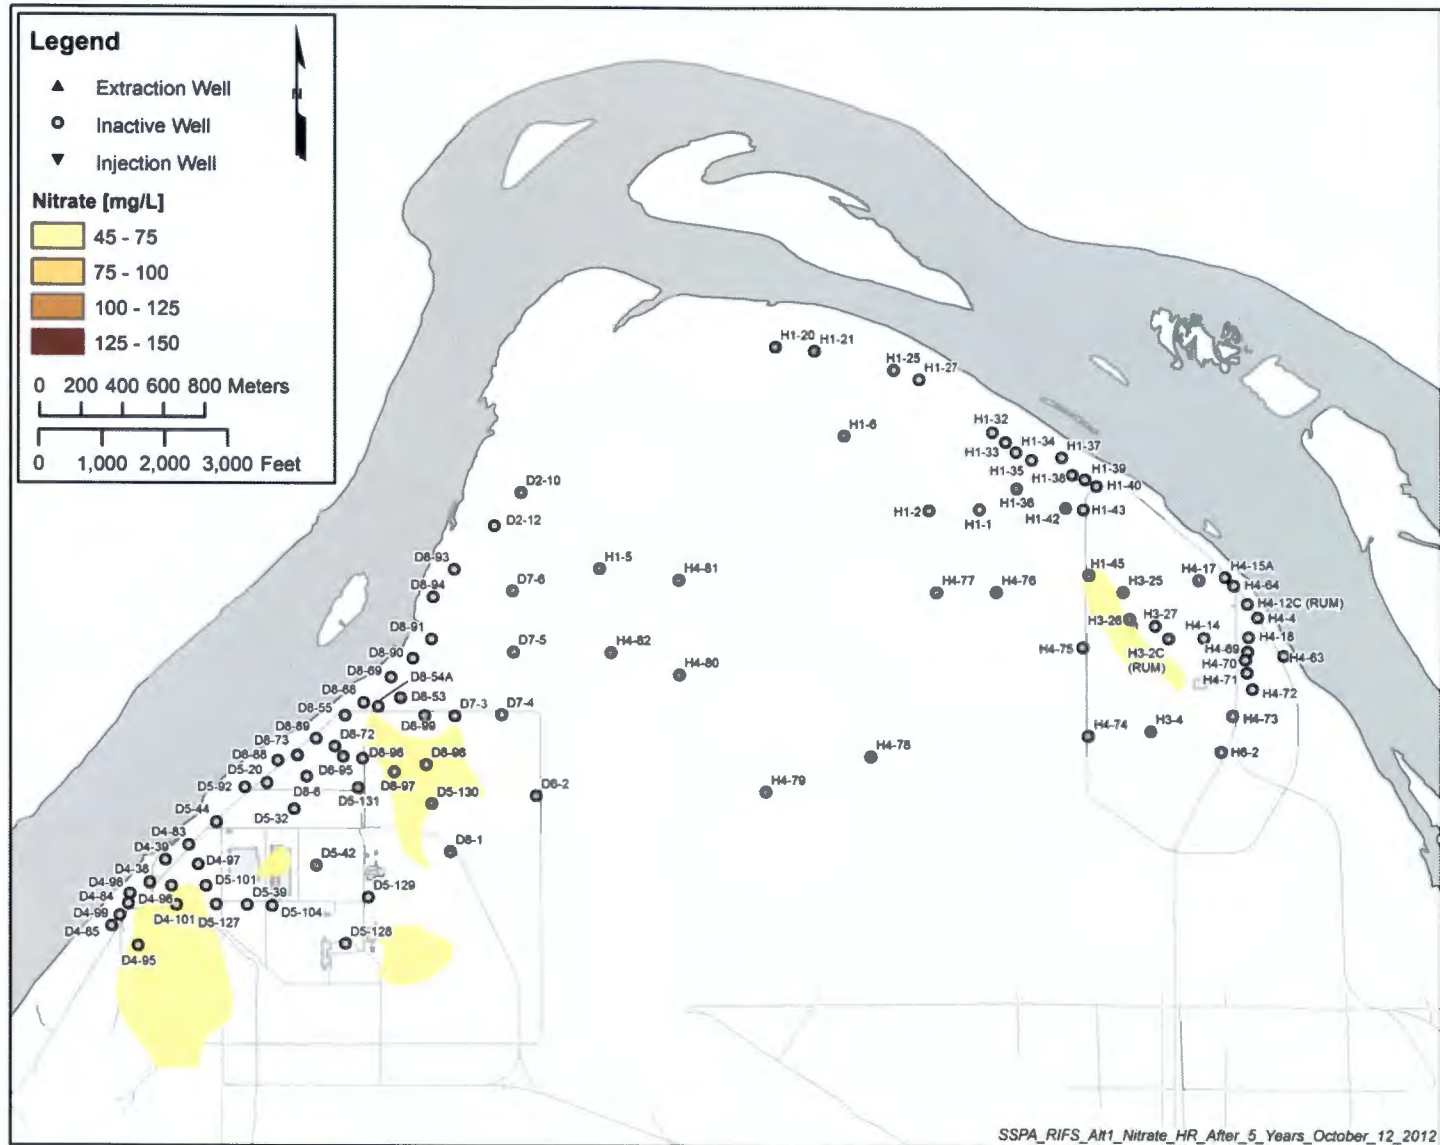 Legend
N
Extraction Well
Inactive Well
Injection Well
Nitrate [mg/L]
45 - 75
75 - 100
100 - 125
125 - 150
0 200 400 600 800 Meters
0 1,000 2,000 3,000 Feet
H1-20
H1-21
H1-25
H1-27
H1-6
H1-32
H1-33
H1-34
H1-35
H1-37
H1-38
H1-39
H1-40
H1-36
H1-2
H1-1
H1-42
H1-43
D2-10
D2-12
D8-93
D8-94
D7-6
H1-5
H4-81
H4-77
H4-76
H1-45
H3-25
H4-17
H4-15A
H4-64
H4-12C (RUM)
H4-4
H3-26
H3-27
H4-14
H4-18
H3-2C
(RUM)
H4-69
H4-63
H4-70
H4-71
H4-72
H4-75
D8-91
D8-90
D7-5
H4-82
H4-80
D8-69
D8-54A
D8-68
D8-53
D8-55
D8-99
D7-3
D7-4
H4-74
H3-4
H4-73
H6-2
D8-89
D8-72
D8-73
D8-96
D8-98
D8-88
D6-95
D8-97
H4-78
H4-79
D5-20
D5-92
D8-6
D5-131
D5-130
D6-2
D5-32
D5-44
D8-1
D4-83
D4-39
D4-97
D5-42
D4-38
D5-101
D5-39
D5-129
D4-98
D4-84
D4-96
D4-99
D4-101
D5-127
D5-104
D4-85
D5-128
D4-95
SSPA_RIFS_Alt1_Nitrate_HR_After_5_Years_October_12_2012